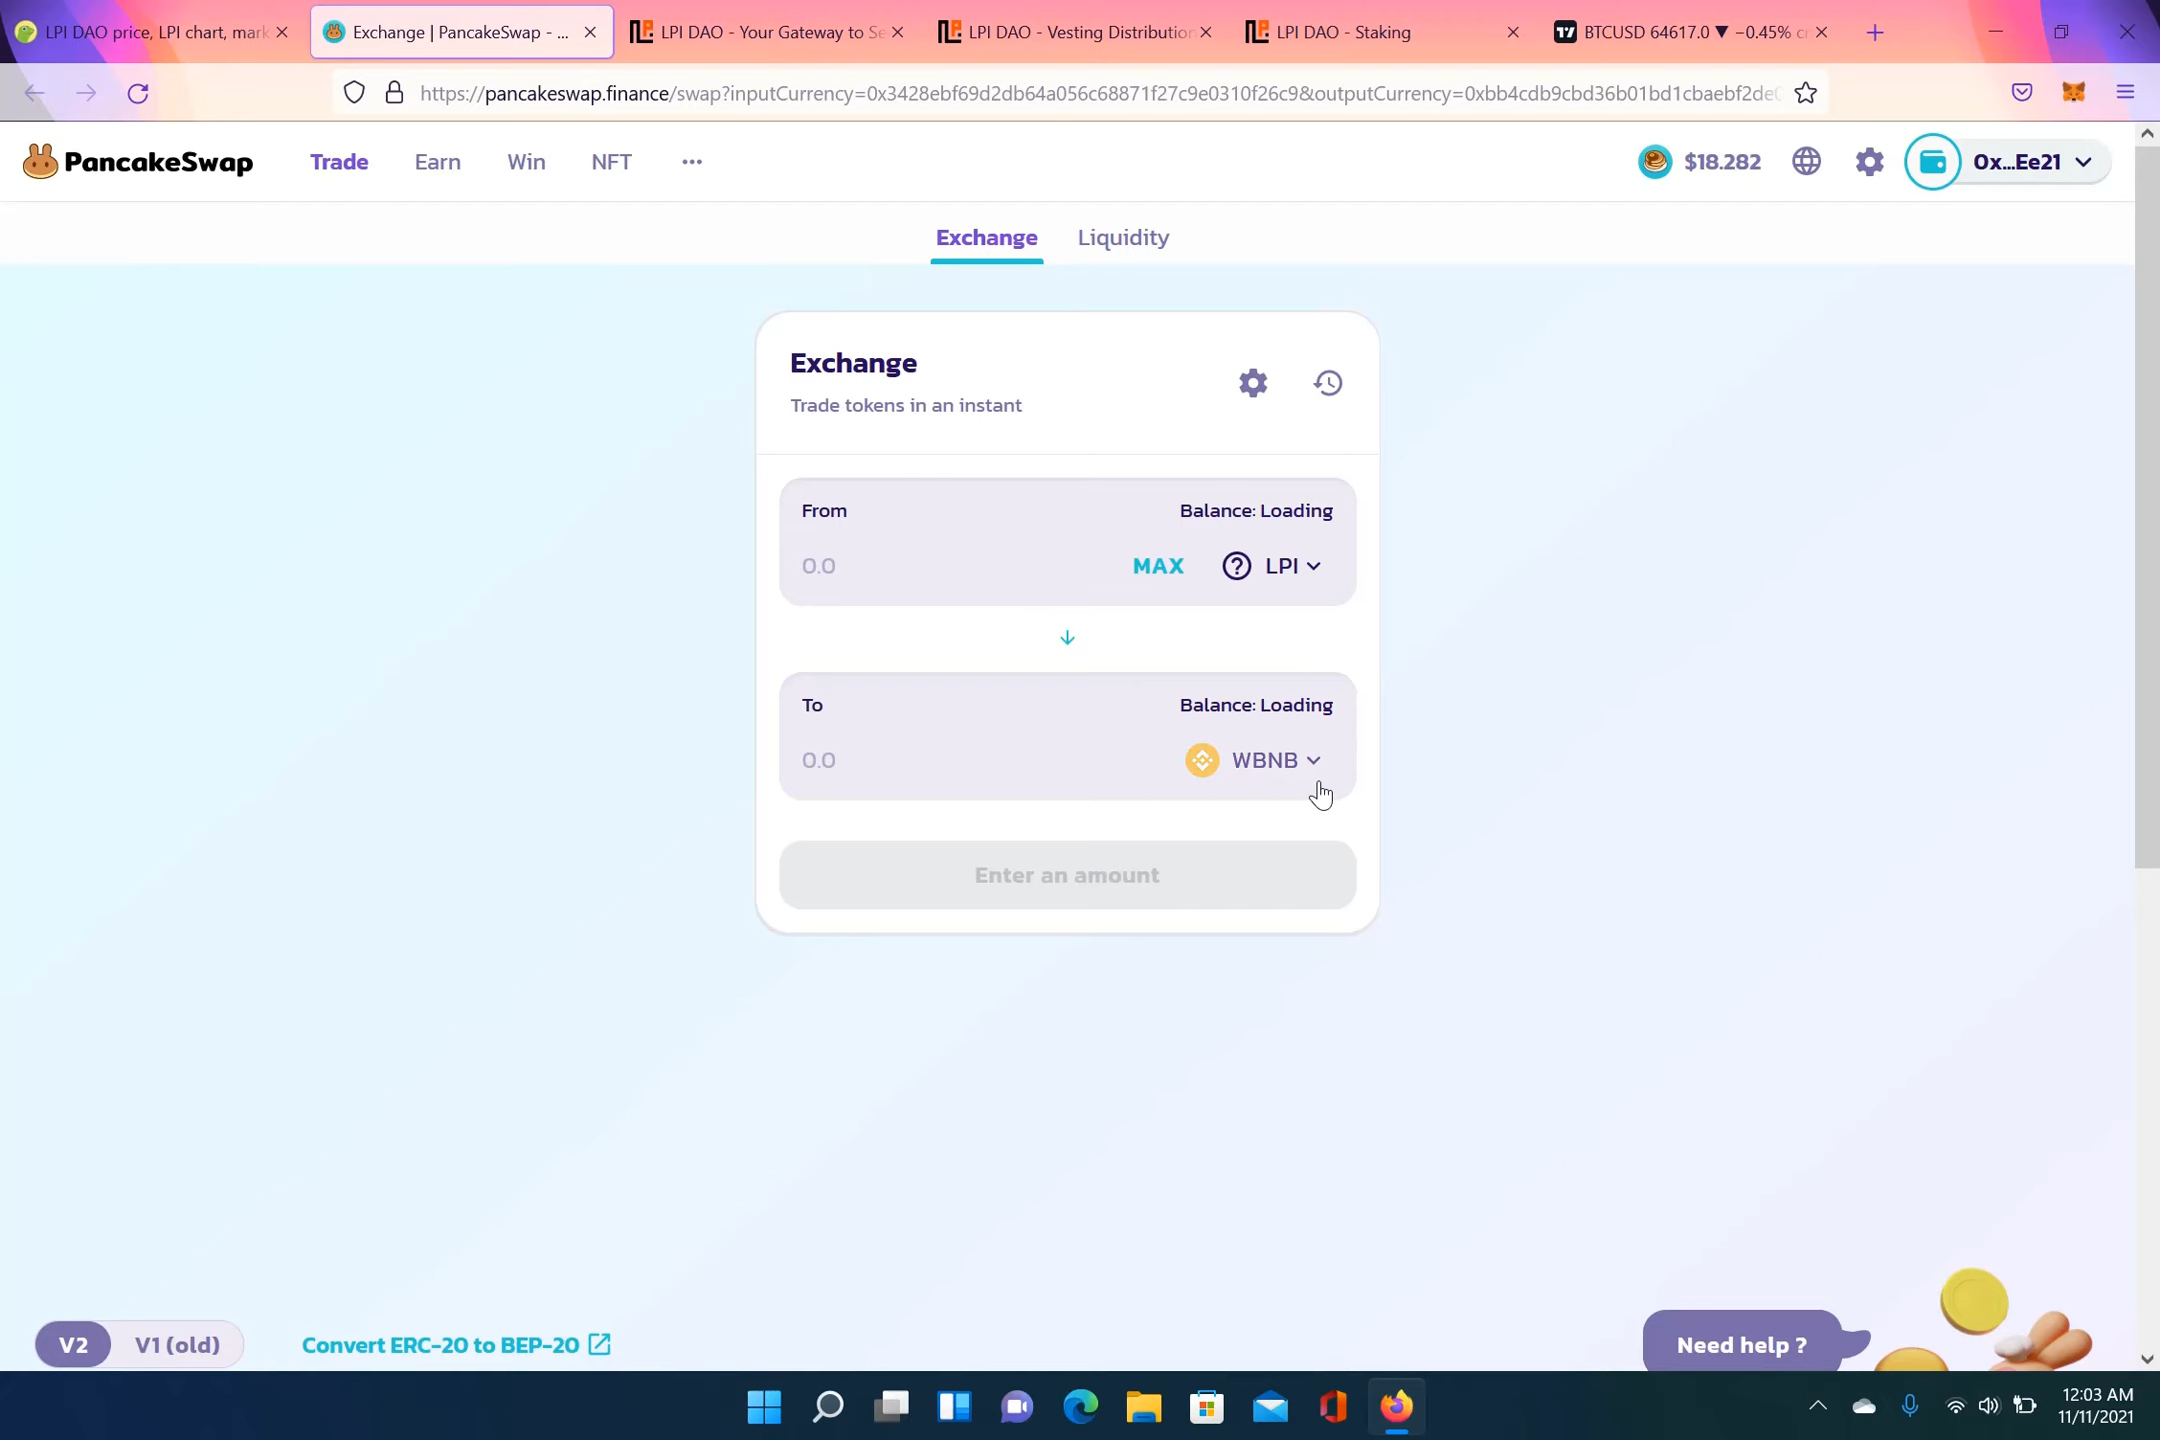 LPI DAO price, LPI chart, mark
Exchange | PancakeSwap - ...
LPI DAO - Your Gateway to Se
LPI DAO - Vesting Distribution
LPI DAO - Staking
BTCUSD 64617.0 ▼ −0.45%
https://pancakeswap.finance/swap?inputCurrency=0x3428ebf69d2db64a056c68871f27c9e0310f26c9&outputCurrency=0xbb4cdb9cbd36b01bd1cbaebf2de
PancakeSwap
Trade
Earn
Win
NFT
$18.282
0x...Ee21
Exchange
Liquidity
Exchange
Trade tokens in an instant
From
Balance: Loading
0.0
MAX
LPI
To
Balance: Loading
0.0
WBNB
Enter an amount
V2
V1 (old)
Convert ERC-20 to BEP-20
Need help ?
12:03 AM
11/11/2021